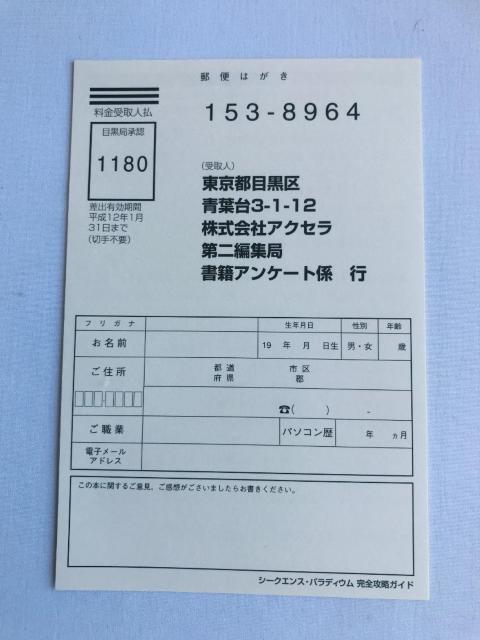 郵便はがき
料金受取人払
目黒局承認
1180
差出有効期間
平成12年1月
31日まで
(切手不要)
153-8964
(受取人)
東京都目黒区
青葉台3-1-12
株式会社アクセラ
第二編集局
書籍アンケート係 行
フリガナ 生年月日 性別 年齢
お名前 19 年 月 日生 男・女 歳
ご住所 都道 市区
府県 郡
☎( ) -
ご職業 パソコン歴 年 ヵ月
電子メール
アドレス
この本に関するご意見、ご感想がございましたらお書きください。
シークエンス・パラディウム 完全攻略ガイド